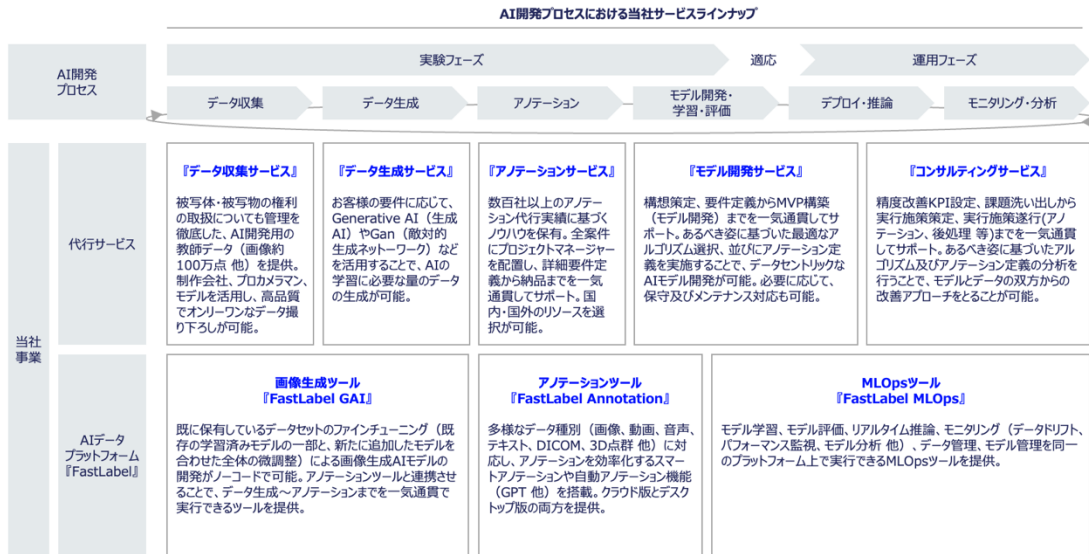 AI開発プロセスにおける当社サービスラインナップ
AI開発
プロセス
実験フェーズ
適応
運用フェーズ
データ収集
データ生成
アノテーション
モデル開発・
学習・評価
デプロイ・推論
モニタリング・分析
当社
事業
代行サービス
『データ収集サービス』
被写体・被写物の権利
の取扱についても管理を
徹底した、AI開発用の
教師データ（画像約
100万点 他）を提供。
制作会社、プロカメラマン、
モデルを活用し、高品質
でオンリーワンなデータ撮
り下ろしが可能。
『データ生成サービス』
お客様の要件に応じて、
Generative AI（生成
AI）やGan（敵対的
生成ネットーワーク）など
を活用することで、AIの
学習に必要な量のデータ
の生成が可能。
『アノテーションサービス』
数百社以上のアノテー
ション代行実績に基づく
ノウハウを保有。全案件
にプロジェクトマネージャー
を配置し、詳細要件定
義から納品までを一気
通貫してサポート。国
内・国外のリソースを選
択が可能。
『モデル開発サービス』
構想策定、要件定義からMVP構築
（モデル開発）までを一気通貫してサ
ポート。あるべき姿に基づいた最適なア
ルゴリズム選択、並びにアノテーション定
義を実施することで、データセントリックな
AIモデル開発が可能。必要に応じて、
保守及びメンテナンス対応も可能。
『コンサルティングサービス』
精度改善KPI設定、課題洗い出しから
実行施策策定、実行施策遂行(アノ
テーション、後処理 等)までを一気通貫
してサポート。あるべき姿に基づいたアル
ゴリズム及びアノテーション定義の分析を
行うことで、モデルとデータの双方からの
改善アプローチをとることが可能。
AIデータ
プラットフォーム
『FastLabel』
画像生成ツール
『FastLabel GAI』
既に保有しているデータセットのファインチューニング（既
存の学習済みモデルの一部と、新たに追加したモデルを
合わせた全体の微調整）による画像生成AIモデルの
開発がノーコードで可能。アノテーションツールと連携させ
ることで、データ生成～アノテーションまでを一気通貫で
実行できるツールを提供。
アノテーションツール
『FastLabel Annotation』
多様なデータ種別（画像、動画、音声、
テキスト、DICOM、3D点群 他）に対
応し、アノテーションを効率化するスマー
トアノテーションや自動アノテーション機能
（GPT 他）を搭載。クラウド版とデスク
トップ版の両方を提供。
MLOpsツール
『FastLabel MLOps』
モデル学習、モデル評価、リアルタイム推論、モニタリング（データドリフト、
パフォーマンス監視、モデル分析 他）、データ管理、モデル管理を同一
のプラットフォーム上で実行できるMLOpsツールを提供。